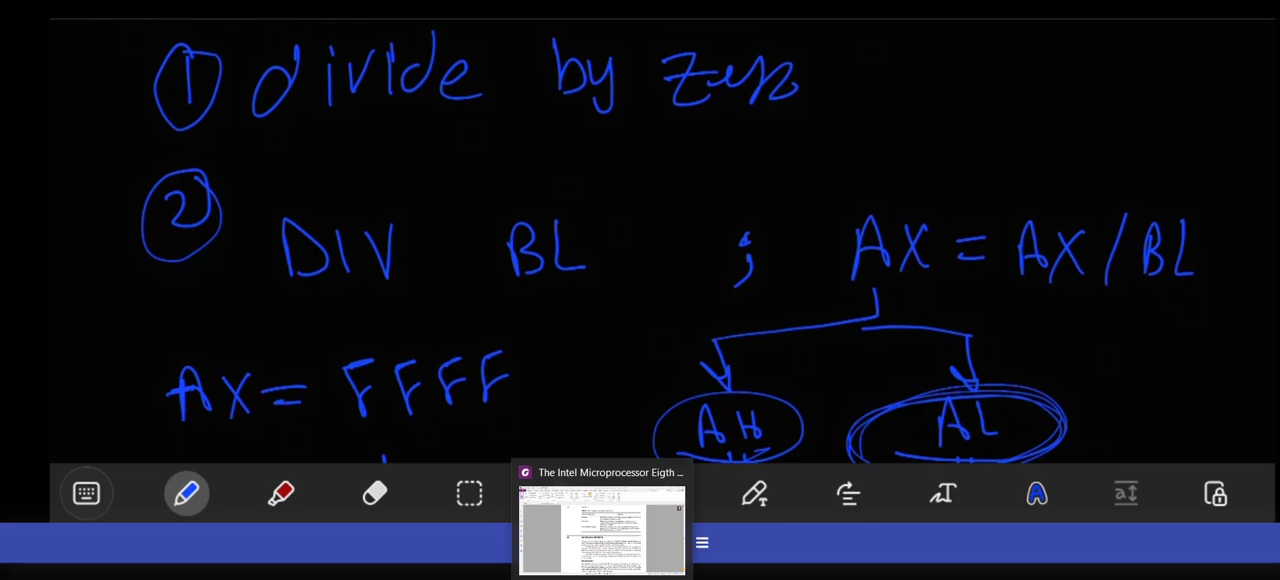 ① divide by zero
② DIV BL ; AX = AX / BL
AX = FFFF
AH AL
The Intel Microprocessor Eigth ...